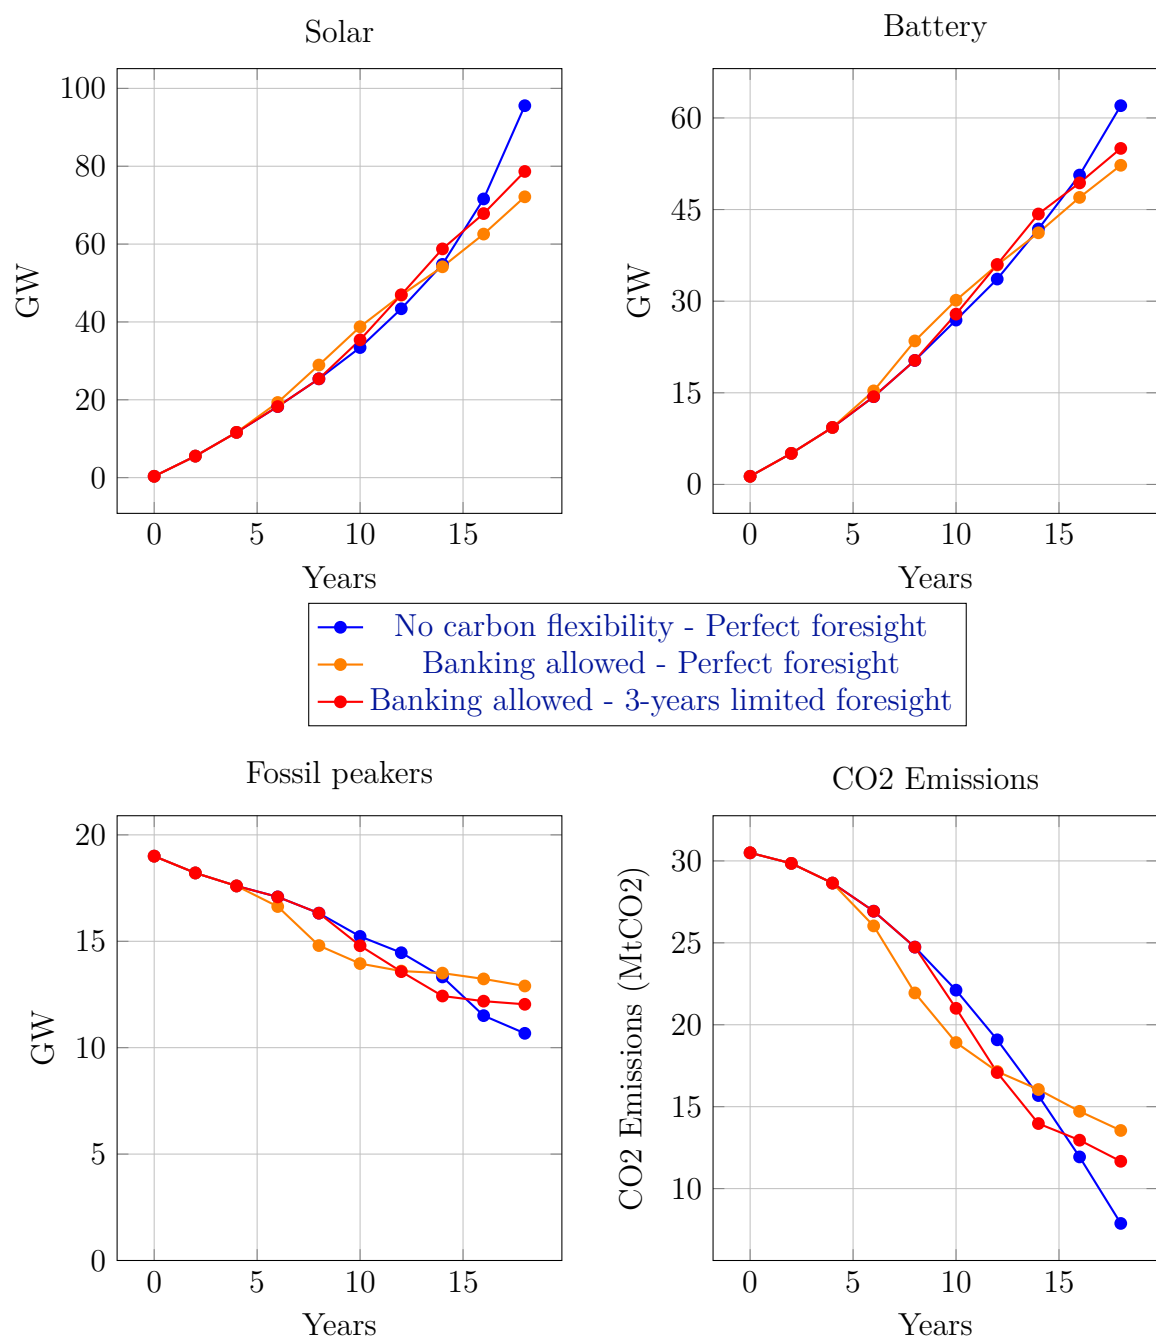 Solar
Battery
100
80
60
40
20
0
GW
0 5 10 15
Years
60
45
30
15
0
GW
0 5 10 15
Years
No carbon flexibility - Perfect foresight
Banking allowed - Perfect foresight
Banking allowed - 3-years limited foresight
Fossil peakers
CO2 Emissions
20
15
10
5
0
GW
0 5 10 15
Years
30
25
20
15
10
CO2 Emissions (MtCO2)
0 5 10 15
Years